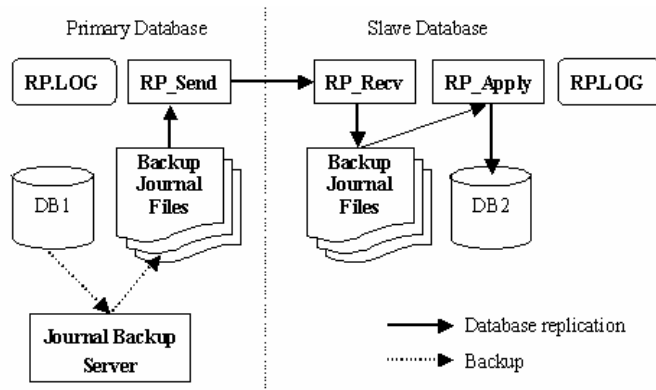 Primary Database
Slave Database
RP.LOG
RP_Send
RP_Recv
RP_Apply
RP.LOG
DB1
Backup
Journal
Files
Backup
Journal
Files
DB2
Journal Backup
Server
Database replication
Backup